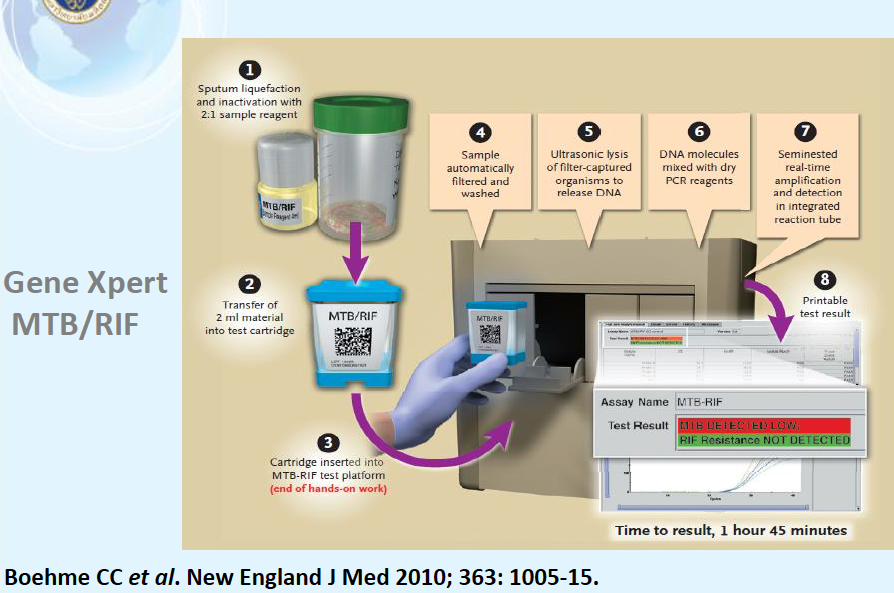 Gene Xpert
MTB/RIF
1
Sputum liquefaction
and inactivation with
2:1 sample reagent
MTB/RIF
Sample Reagent 8ml
2
Transfer of
2 ml material
into test cartridge
MTB/RIF
3
Cartridge inserted into
MTB-RIF test platform
(end of hands-on work)
MTB/RIF
4
Sample
automatically
filtered and
washed
5
Ultrasonic lysis
of filter-captured
organisms to
release DNA
6
DNA molecules
mixed with dry
PCR reagents
7
Seminested
real-time
amplification
and detection
in integrated
reaction tube
8
Printable
test result
Assay Name MTB-RIF
Test Result MTB DETECTED LOW;
RIF Resistance NOT DETECTED
Cycles
Time to result, 1 hour 45 minutes
Boehme CC et al. New England J Med 2010; 363: 1005-15.